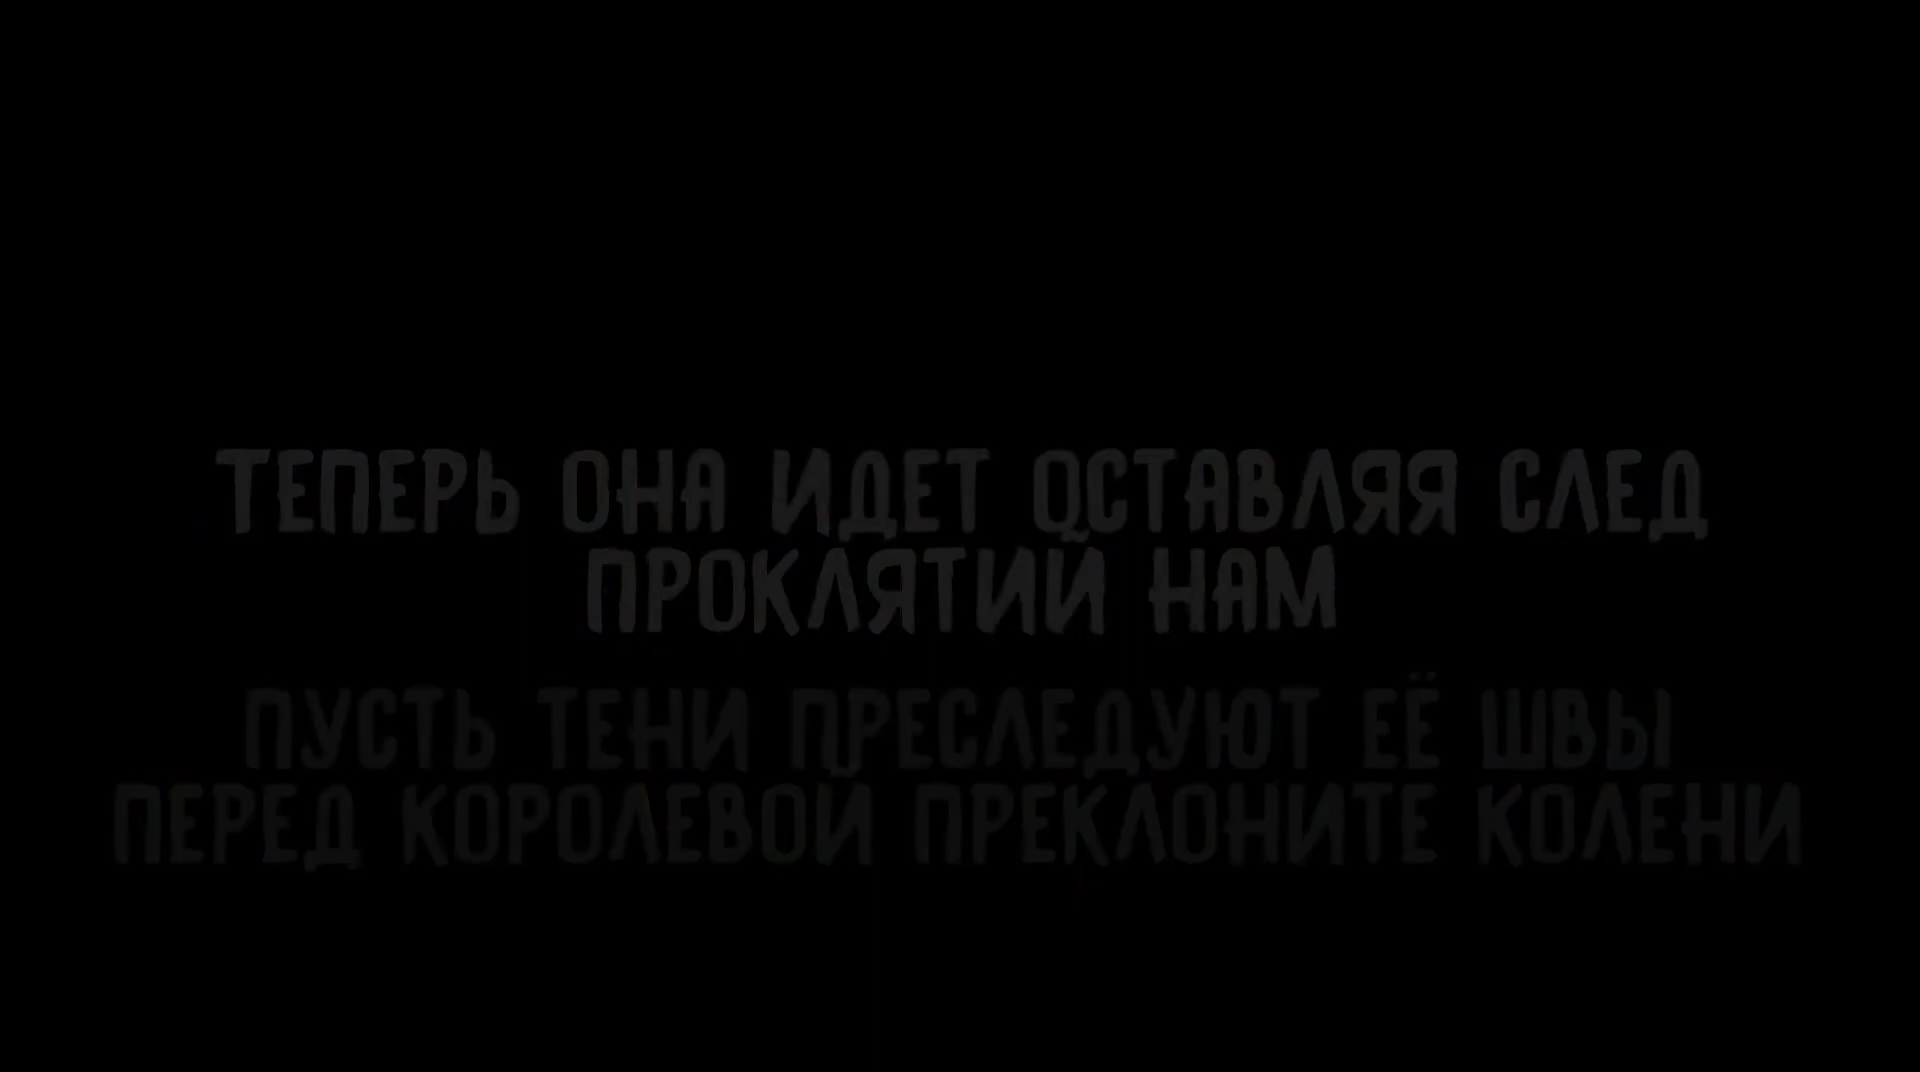 ТЕПЕРЬ ОНА ИДЕТ ОСТАВЛЯЯ СЛЕД
ПРОКЛЯТИЙ НАМ
ПУСТЬ ТЕНИ ПРЕСЛЕДУЮТ ЕЁ ШВЫ
ПЕРЕД КОРОЛЕВОЙ ПРЕКЛОНИТЕ КОЛЕНИ